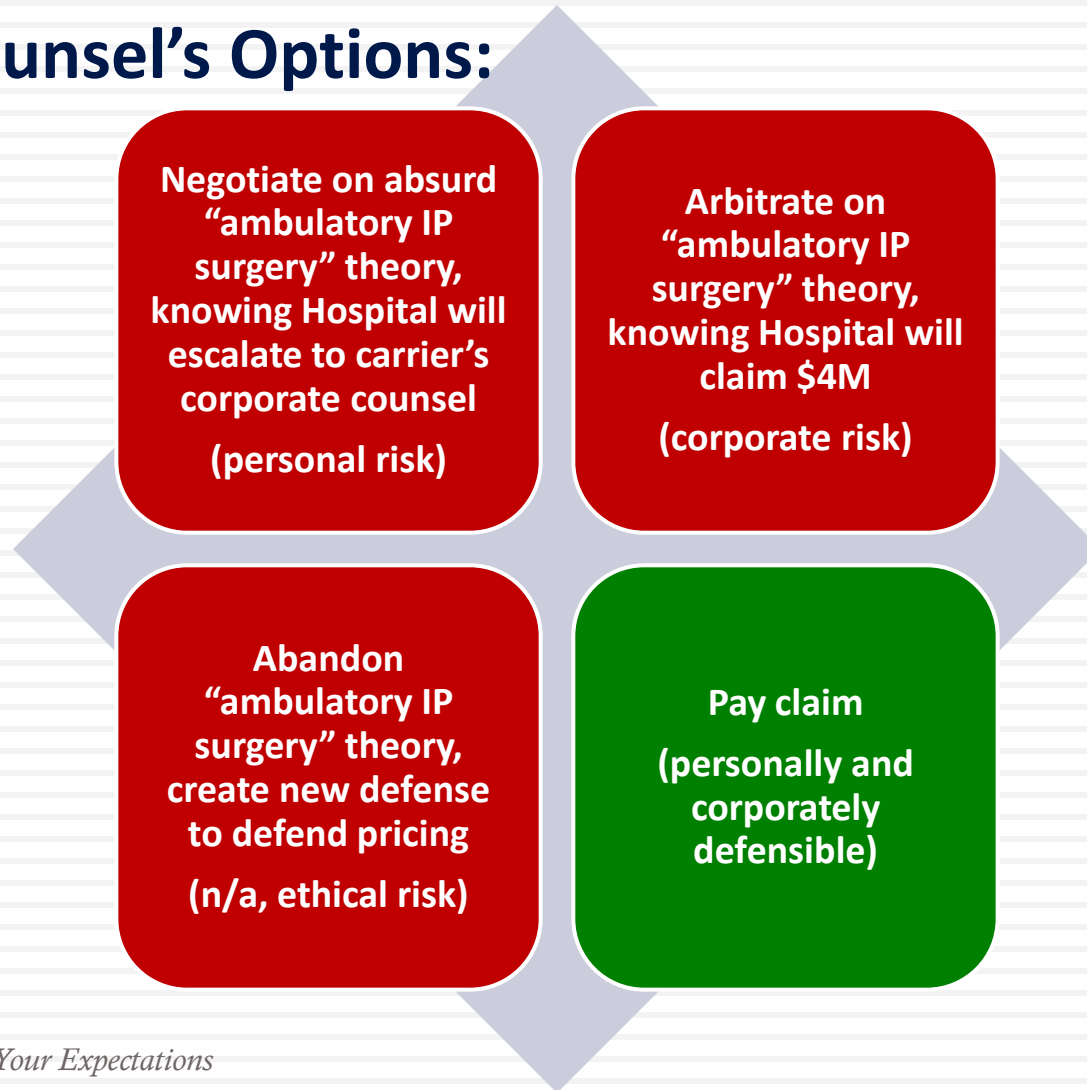 unsel’s Options:
Negotiate on absurd
“ambulatory IP
surgery” theory,
knowing Hospital will
escalate to carrier’s
corporate counsel
(personal risk)
Arbitrate on
“ambulatory IP
surgery” theory,
knowing Hospital will
claim $4M
(corporate risk)
Abandon
“ambulatory IP
surgery” theory,
create new defense
to defend pricing
(n/a, ethical risk)
Pay claim
(personally and
corporately
defensible)
Your Expectations